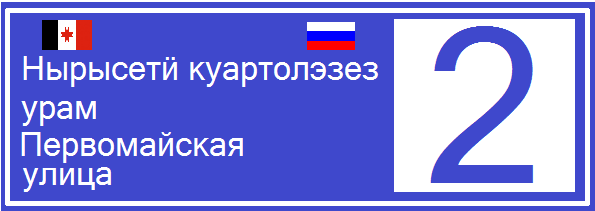 Нырысетӥ куартолэзез
урам
Первомайская
улица
2